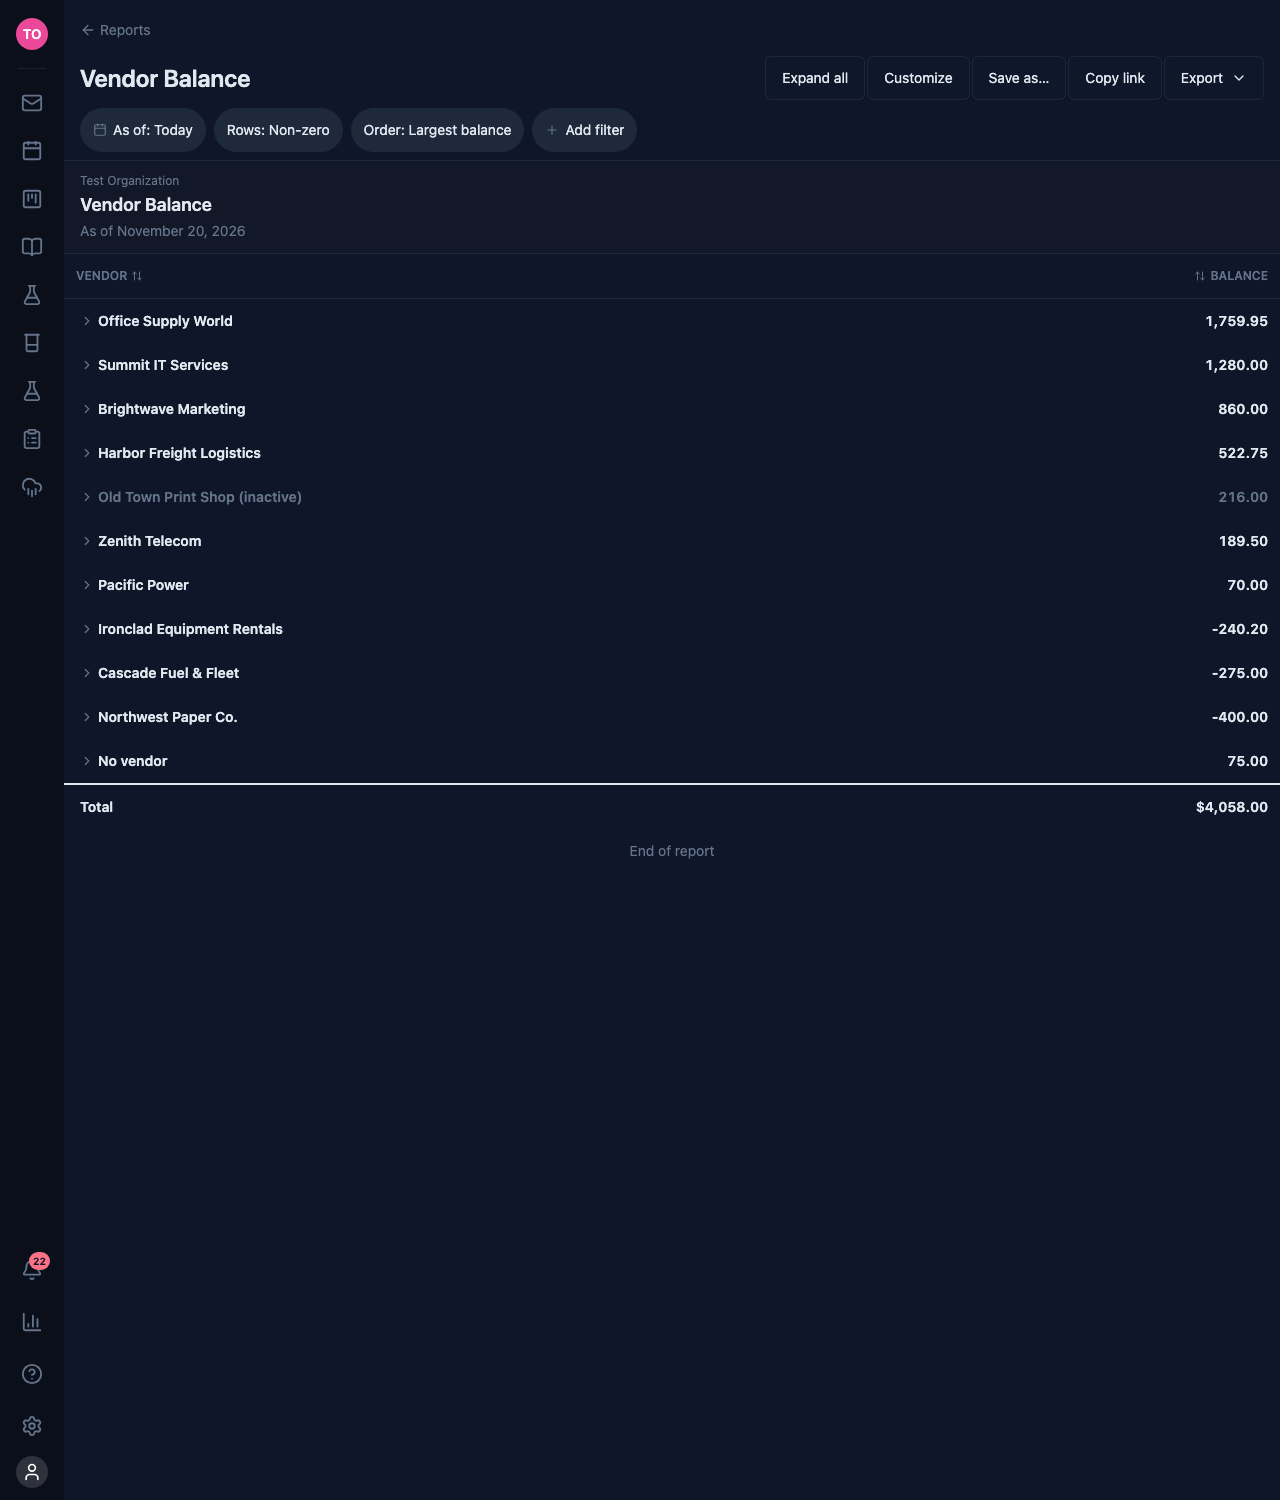 TO
Reports
Vendor Balance
Expand all
Customize
Save as...
Copy link
Export
As of: Today
Rows: Non-zero
Order: Largest balance
Add filter
Test Organization
Vendor Balance
As of November 20, 2026
VENDOR BALANCE
Office Supply World 1,759.95
Summit IT Services 1,280.00
Brightwave Marketing 860.00
Harbor Freight Logistics 522.75
Old Town Print Shop (inactive) 216.00
Zenith Telecom 189.50
Pacific Power 70.00
Ironclad Equipment Rentals -240.20
Cascade Fuel & Fleet -275.00
Northwest Paper Co. -400.00
No vendor 75.00
Total $4,058.00
End of report
22